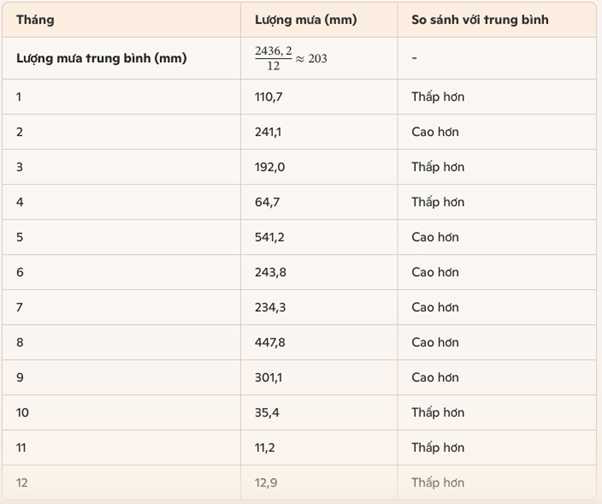 Tháng Lượng mưa (mm) So sánh với trung bình
Lượng mưa trung bình (mm) 2436,2/12 ≈ 203 -
1 110,7 Thấp hơn
2 241,1 Cao hơn
3 192,0 Thấp hơn
4 64,7 Thấp hơn
5 541,2 Cao hơn
6 243,8 Cao hơn
7 234,3 Cao hơn
8 447,8 Cao hơn
9 301,1 Cao hơn
10 35,4 Thấp hơn
11 11,2 Thấp hơn
12 12,9 Thấp hơn